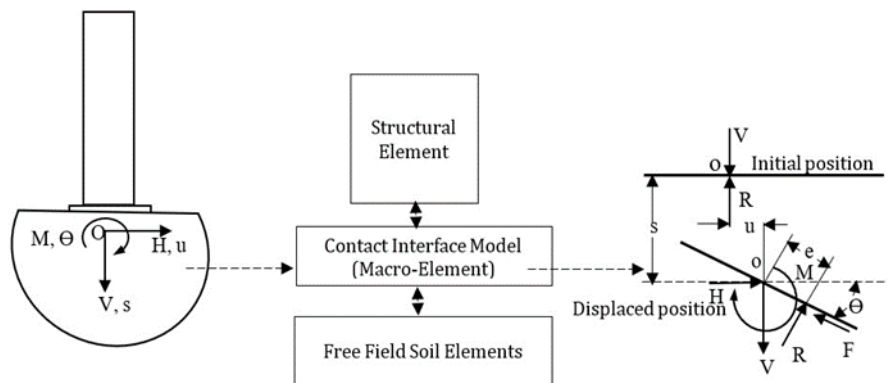 M, Θ
O
H, u
V, s
Structural
Element
Contact Interface Model
(Macro-Element)
Free Field Soil Elements
V
o
Initial position
R
s
u
e
o
M
H
Θ
Displaced position
F
R
V